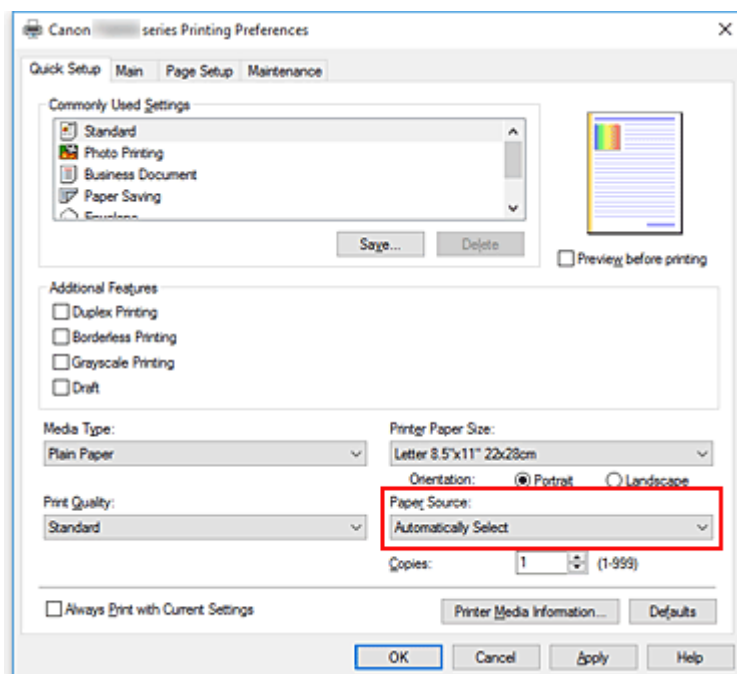 Canon series Printing Preferences
Quick Setup Main Page Setup Maintenance
Commonly Used Settings
Standard
Photo Printing
Business Document
Paper Saving
Envelope
Save... Delete
Preview before printing
Additional Features
Duplex Printing
Borderless Printing
Grayscale Printing
Draft
Media Type: Printer Paper Size:
Plain Paper Letter 8.5"x11" 22x28cm
Orientation: Portrait Landscape
Print Quality: Paper Source:
Standard Automatically Select
Copies: 1 (1-999)
Always Print with Current Settings Printer Media Information... Defaults
OK Cancel Apply Help